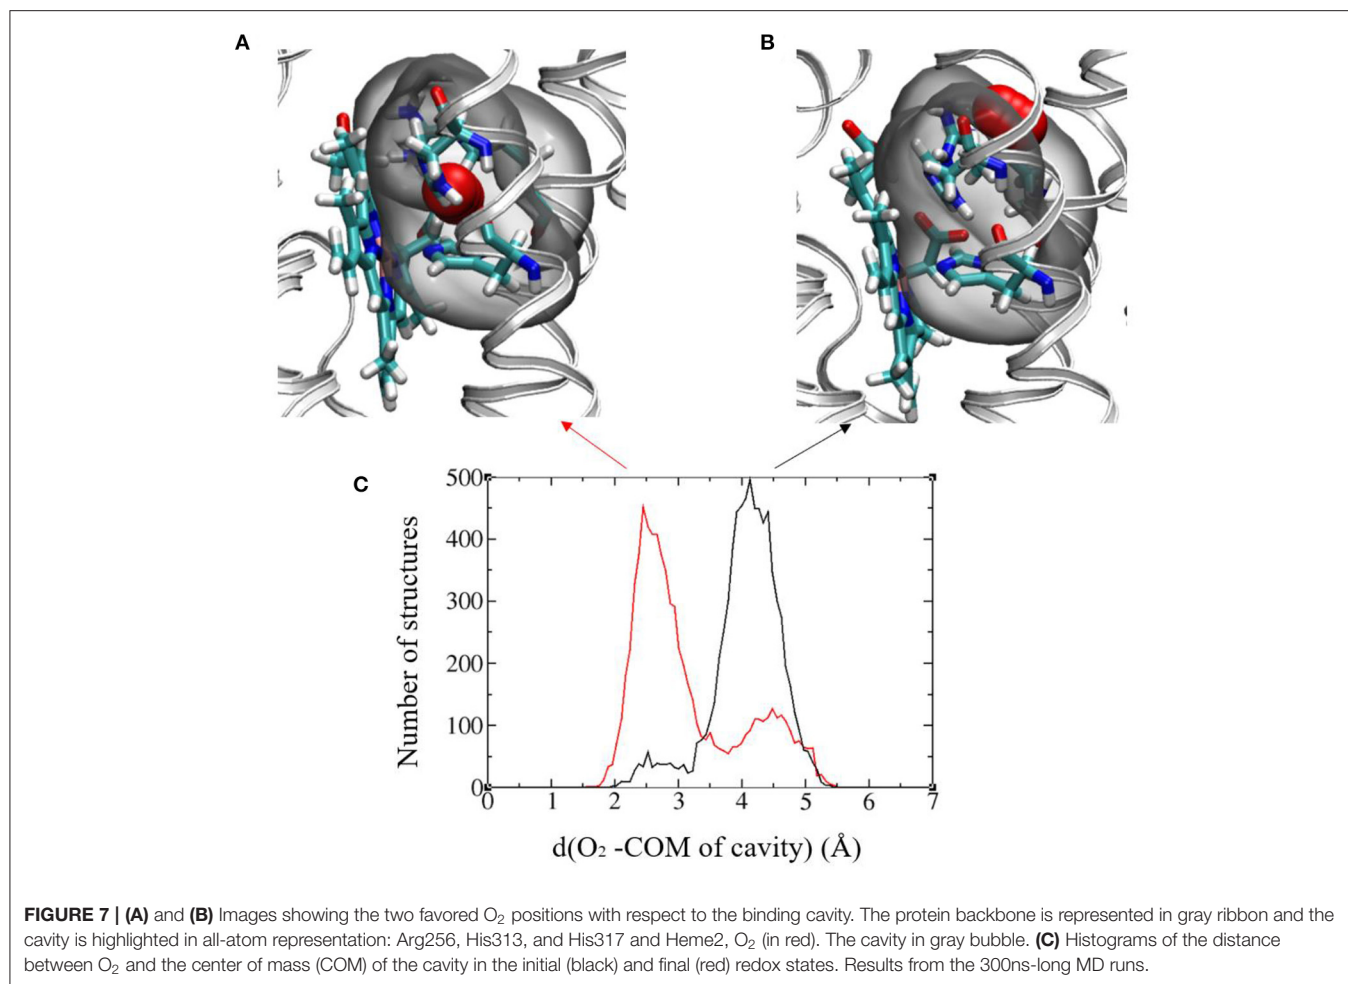 A
B
C
500
400
300
200
100
0
0 1 2 3 4 5 6 7
Number of structures
d(O₂ -COM of cavity) (Å)
FIGURE 7 | (A) and (B) Images showing the two favored O₂ positions with respect to the binding cavity. The protein backbone is represented in gray ribbon and the
cavity is highlighted in all-atom representation: Arg256, His313, and His317 and Heme2, O₂ (in red). The cavity in gray bubble. (C) Histograms of the distance
between O₂ and the center of mass (COM) of the cavity in the initial (black) and final (red) redox states. Results from the 300ns-long MD runs.